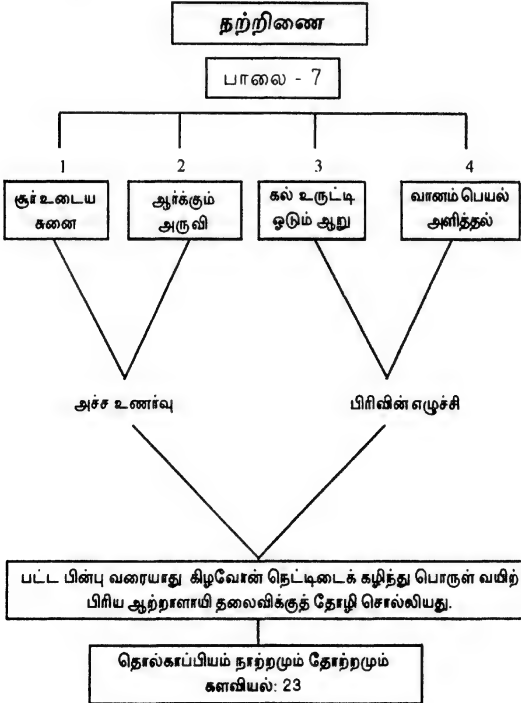 நற்றிணை
பாலை - 7
1 2 3 4
சூர் உடைய
சுனை
ஆர்க்கும்
அருவி
கல் உருட்டி
ஓடும் ஆறு
வானம் பெயல்
அளித்தல்
அச்ச உணர்வு
பிரிவின் எழுச்சி
பட்ட பின்பு வரையாது கிழவோன் நெட்டிடைக் கழிந்து பொருள் வயிற்
பிரிய ஆற்றாளாயி தலைவிக்குத் தோழி சொல்லியது.
தொல்காப்பியம் நாற்றமும் தோற்றமும்
களவியல்: 23